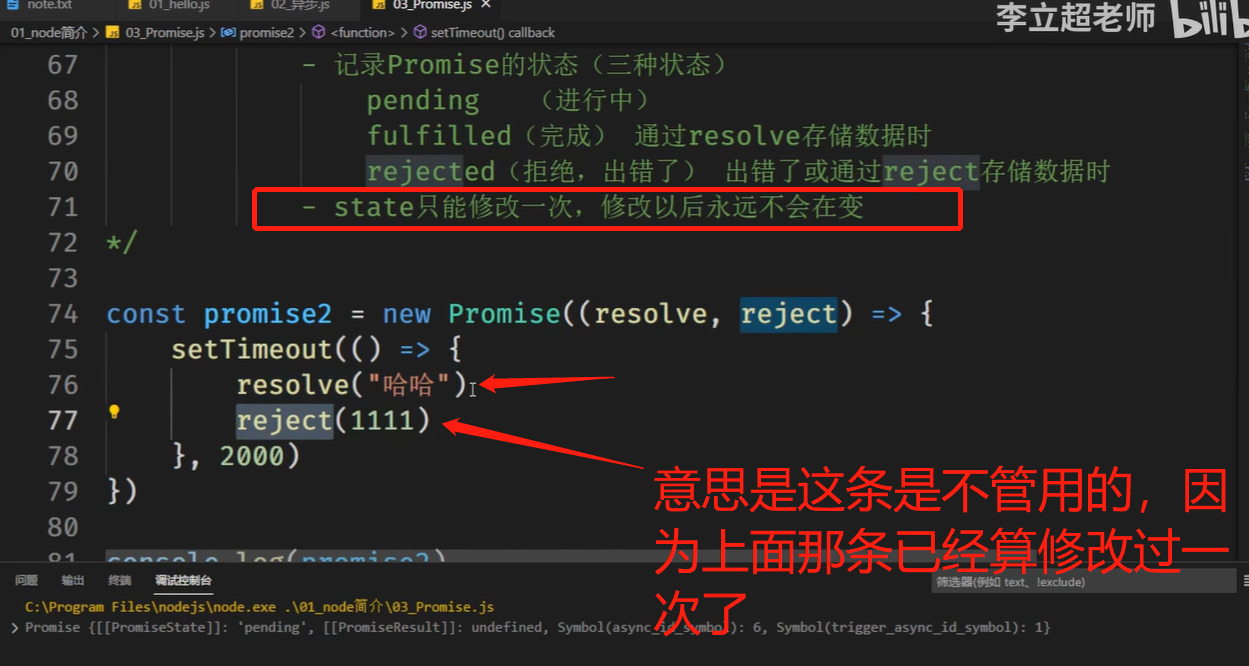 note.txt 01_hello.js 02_异步.js 03_Promise.js ×
李立超老师 bilib
01_node简介 > JS 03_Promise.js > promise2 > <function> > setTimeout() callback
67 - 记录Promise的状态（三种状态）
68 pending （进行中）
69 fulfilled（完成） 通过resolve存储数据时
70 rejected（拒绝，出错了） 出错了或通过reject存储数据时
71 - state只能修改一次，修改以后永远不会在变
72 */
73
74 const promise2 = new Promise((resolve, reject) => {
75 setTimeout(() => {
76 resolve("哈哈")
77 reject(1111)
78 }, 2000)
79 })
80
81 console.log(promise2)
意思是这条是不管用的，因
为上面那条已经算修改过一
次了
问题 输出 终端 调试控制台
筛选器(例如 text、!exclude)
C:\Program Files\nodejs\node.exe .\01_node简介\03_Promise.js
> Promise {[[PromiseState]]: 'pending', [[PromiseResult]]: undefined, Symbol(async_id_symbol): 6, Symbol(trigger_async_id_symbol): 1}